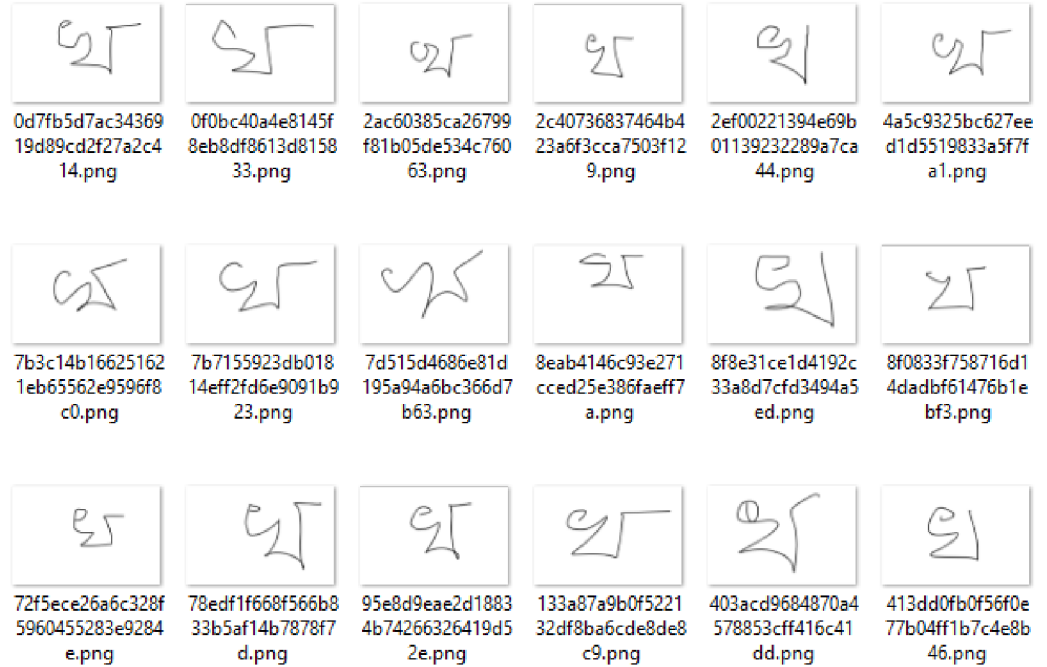 0d7fb5d7ac34369
19d89cd2f27a2c4
14.png
0f0bc40a4e8145f
8eb8df8613d8158
33.png
2ac60385ca26799
f81b05de534c760
63.png
2c40736837464b4
23a6f3cca7503f12
9.png
2ef00221394e69b
01139232289a7ca
44.png
4a5c9325bc627ee
d1d5519833a5f7f
a1.png
7b3c14b16625162
1eb65562e9596f8
c0.png
7b7155923db018
14eff2fd6e9091b9
23.png
7d515d4686e81d
195a94a6bc366d7
b63.png
8eab4146c93e271
cced25e386faeff7
a.png
8f8e31ce1d4192c
33a8d7cfd3494a5
ed.png
8f0833f758716d1
4dadbf61476b1e
bf3.png
72f5ece26a6c328f
5960455283e9284
e.png
78edf1f668f566b8
33b5af14b7878f7
d.png
95e8d9eae2d1883
4b74266326419d5
2e.png
133a87a9b0f5221
32df8ba6cde8de8
c9.png
403acd9684870a4
578853cff416c41
dd.png
413dd0fb0f56f0e
77b04ff1b7c4e8b
46.png